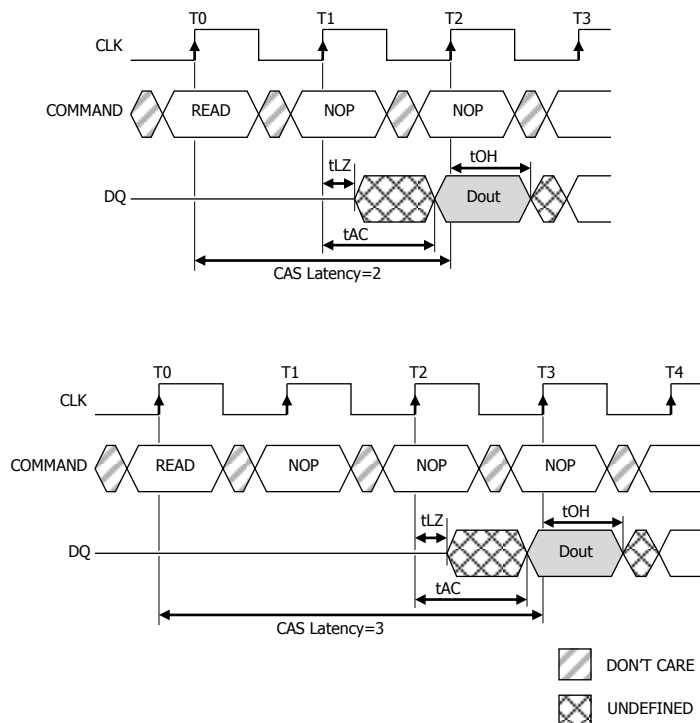 T0 T1 T2 T3
CLK
COMMAND READ NOP NOP
tLZ tOH
DQ Dout
tAC
CAS Latency=2
T0 T1 T2 T3 T4
CLK
COMMAND READ NOP NOP NOP
tLZ tOH
DQ Dout
tAC
CAS Latency=3
DON'T CARE
UNDEFINED